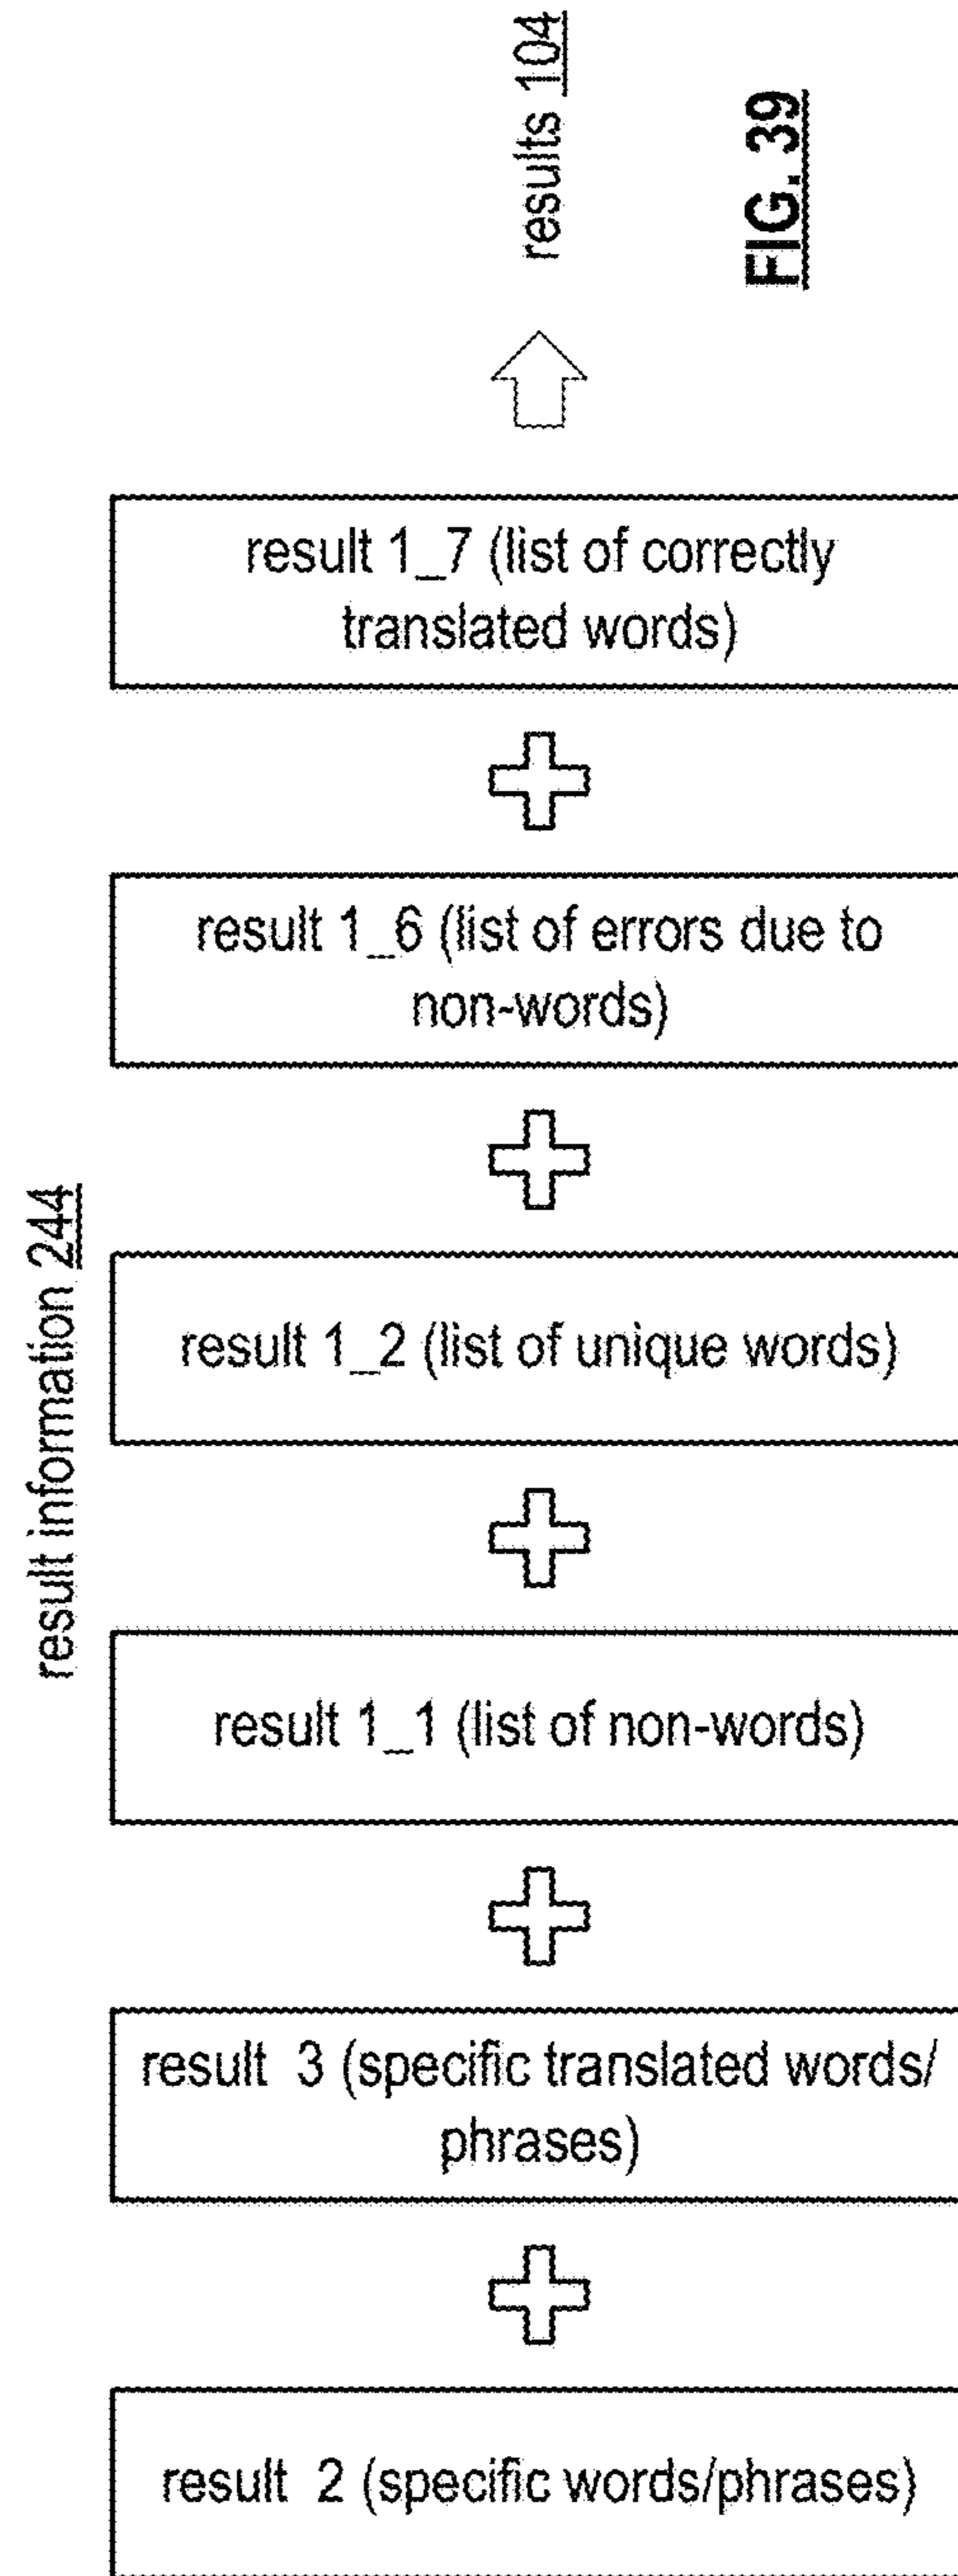 results 104
FIG. 39
result 1_7 (list of correctly
translated words)
result 1_6 (list of errors due to
non-words)
result information 244
result 1_2 (list of unique words)
result 1_1 (list of non-words)
result 3 (specific translated words/
phrases)
result 2 (specific words/phrases)